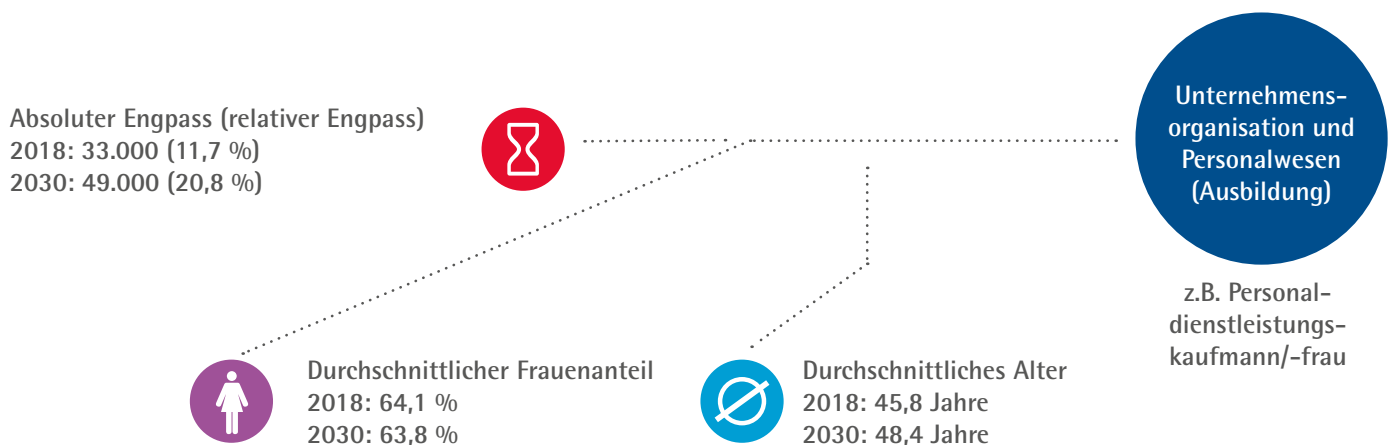 Absoluter Engpass (relativer Engpass)
2018: 33.000 (11,7 %)
2030: 49.000 (20,8 %)
Unternehmens-
organisation und
Personalwesen
(Ausbildung)
z.B. Personal-
dienstleistungs-
kaufmann/-frau
Durchschnittlicher Frauenanteil
2018: 64,1 %
2030: 63,8 %
Durchschnittliches Alter
2018: 45,8 Jahre
2030: 48,4 Jahre